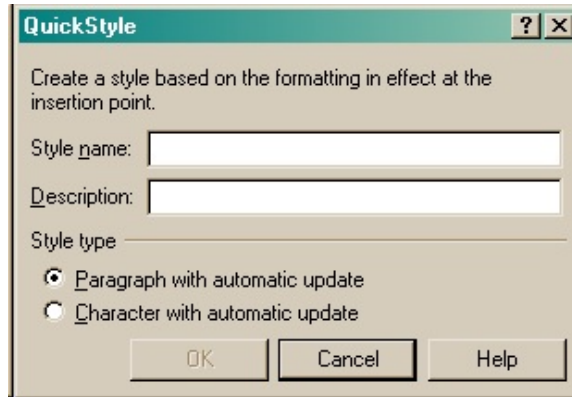 QuickStyle
Create a style based on the formatting in effect at the
insertion point.
Style name:
Description:
Style type
Paragraph with automatic update
Character with automatic update
OK Cancel Help